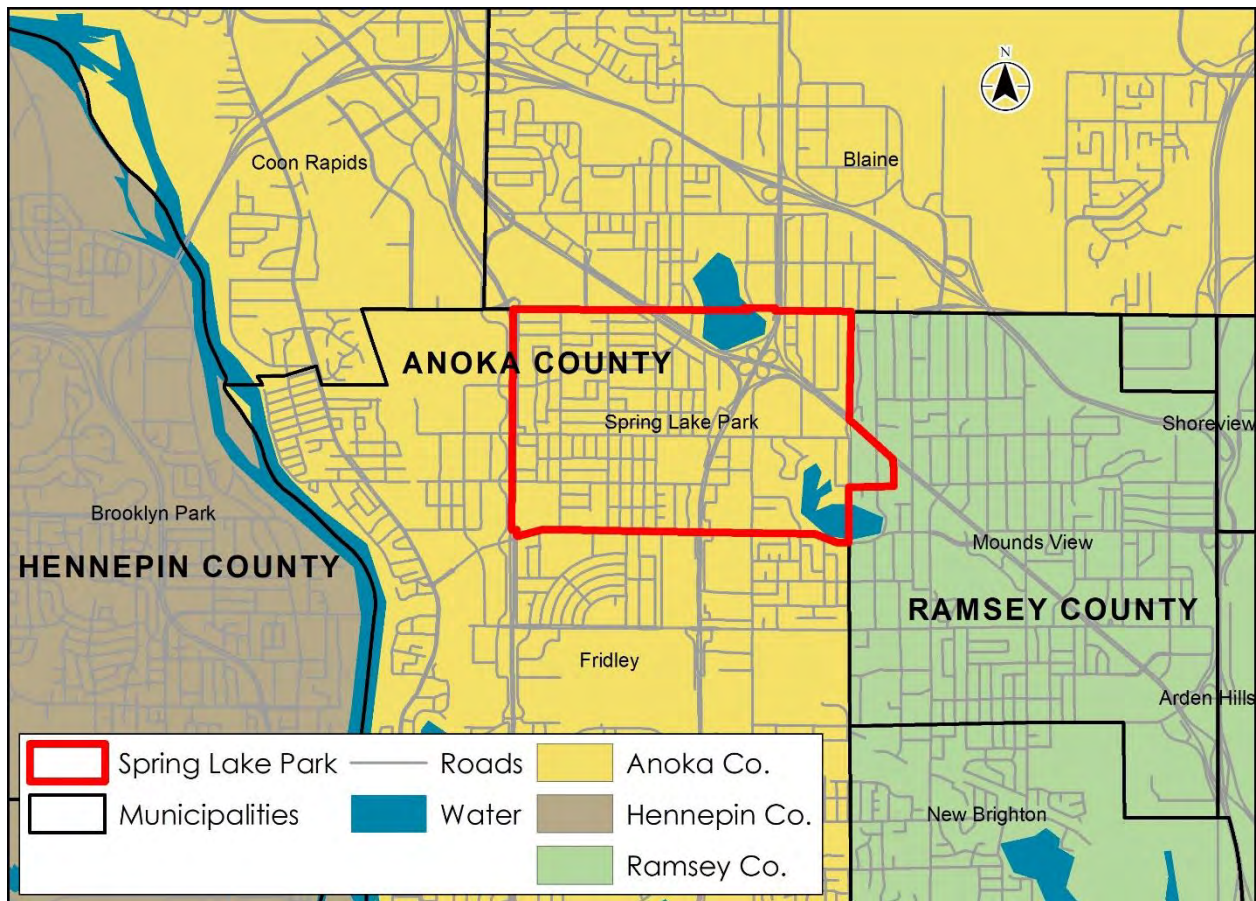 N
Coon Rapids
Blaine
ANOKA COUNTY
Spring Lake Park
Shoreview
Brooklyn Park
Mounds View
HENNEPIN COUNTY
RAMSEY COUNTY
Fridley
Arden Hills
New Brighton
Spring Lake Park
Roads
Anoka Co.
Municipalities
Water
Hennepin Co.
Ramsey Co.